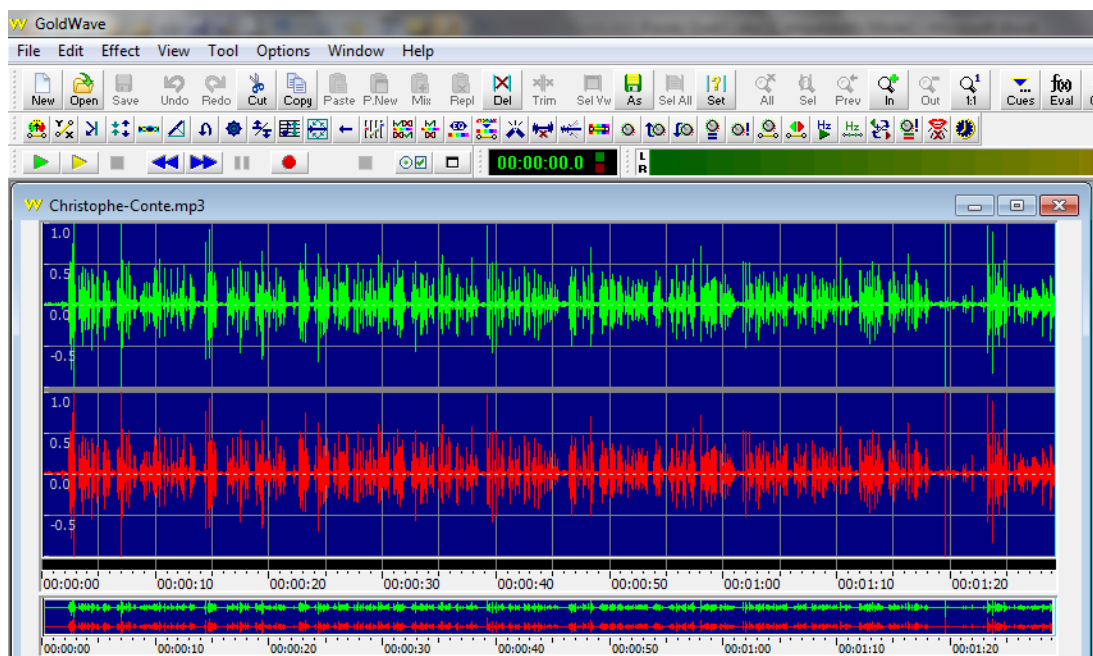 GoldWave
File Edit Effect View Tool Options Window Help
New Open Save Undo Redo Cut Copy Paste P.New Mix Repl Del Trim Sel Vw As Sel All Set All Sel Prev In Out 1:1 Cues Eval
00:00:00.0 L
R
Christophe-Conte.mp3
1.0
0.5
0.0
-0.5
1.0
0.5
0.0
-0.5
00:00:00 00:00:10 00:00:20 00:00:30 00:00:40 00:00:50 00:01:00 00:01:10 00:01:20
00:00:00 00:00:10 00:00:20 00:00:30 00:00:40 00:00:50 00:01:00 00:01:10 00:01:20